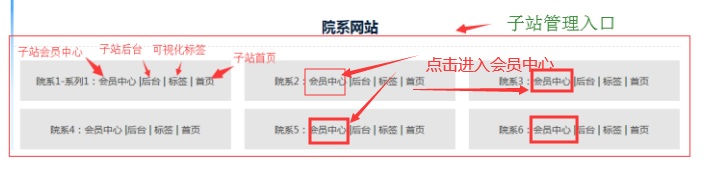 院系网站
子站管理入口
子站会员中心
子站后台
可视化标签
子站首页
点击进入会员中心
院系1-系列1：会员中心 |后台 | 标签 | 首页
院系2：会员中心 |后台 | 标签 | 首页
院系3：会员中心 |后台 | 标签 | 首页
院系4：会员中心 |后台 | 标签 | 首页
院系5：会员中心 |后台 | 标签 | 首页
院系6：会员中心 |后台 | 标签 | 首页